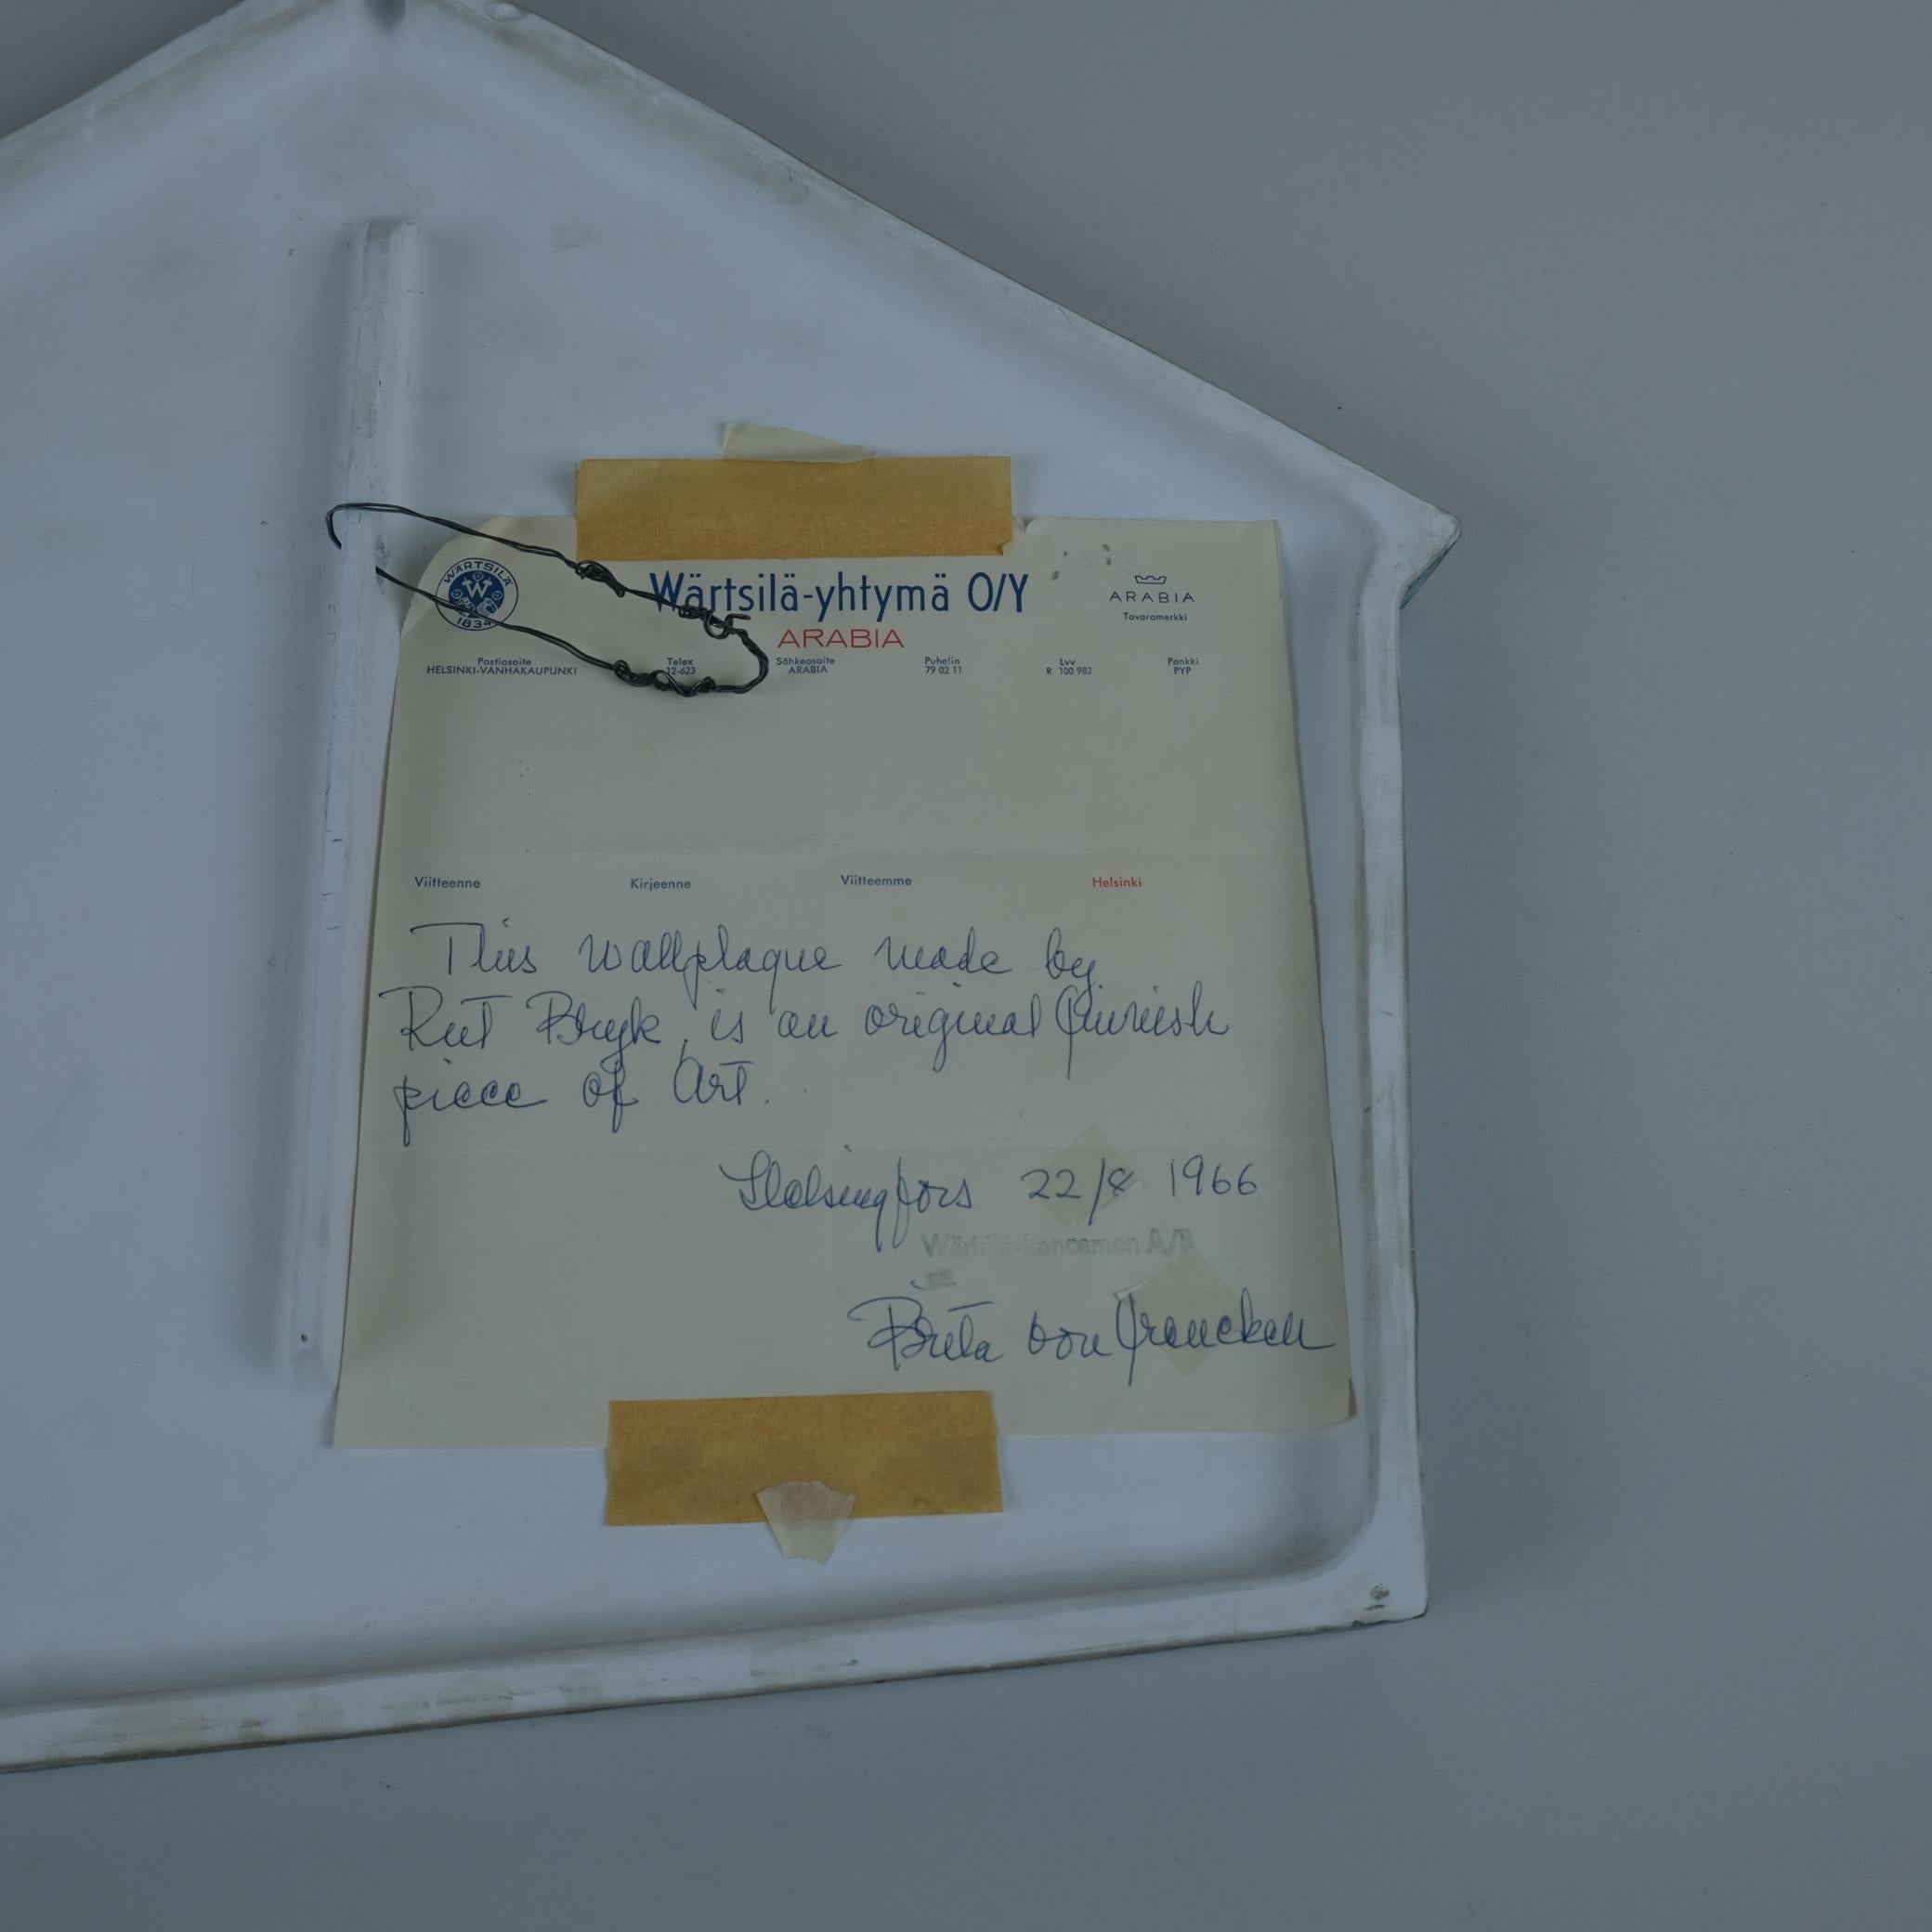 WÄRTSILÄ
W
1834
Wärtsilä-yhtymä O/Y
ARABIA
ARABIA
Tavaramerkki
Postiosoite Telex Sähkeosoite Puhelin Lvv Pankki
HELSINKI-VANHAKAUPUNKI 12-623 ARABIA 79 02 11 R 100 982 PYP
Viitteenne Kirjeenne Viitteemme Helsinki
This wallplaque made by
Rut Bryk, is an original finnish
piece of Art.
Helsingfors 22/8 1966
Wärtsilä-koncernen A/B
Brita von Francken